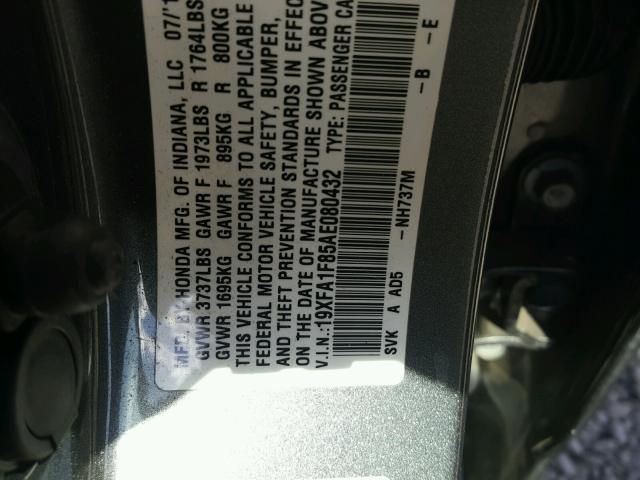 MFD. BY HONDA MFG. OF INDIANA, LLC 07/1
GVWR 3737LBS GAWR F 1973LBS R 1764LBS
GVWR 1695KG GAWR F 895KG R 800KG
THIS VEHICLE CONFORMS TO ALL APPLICABLE
FEDERAL MOTOR VEHICLE SAFETY, BUMPER,
AND THEFT PREVENTION STANDARDS IN EFFEC
ON THE DATE OF MANUFACTURE SHOWN ABOV
V.I.N.:19XFA1F85AE080432 TYPE: PASSENGER CA
SVK A AD5 -NH737M -B -E